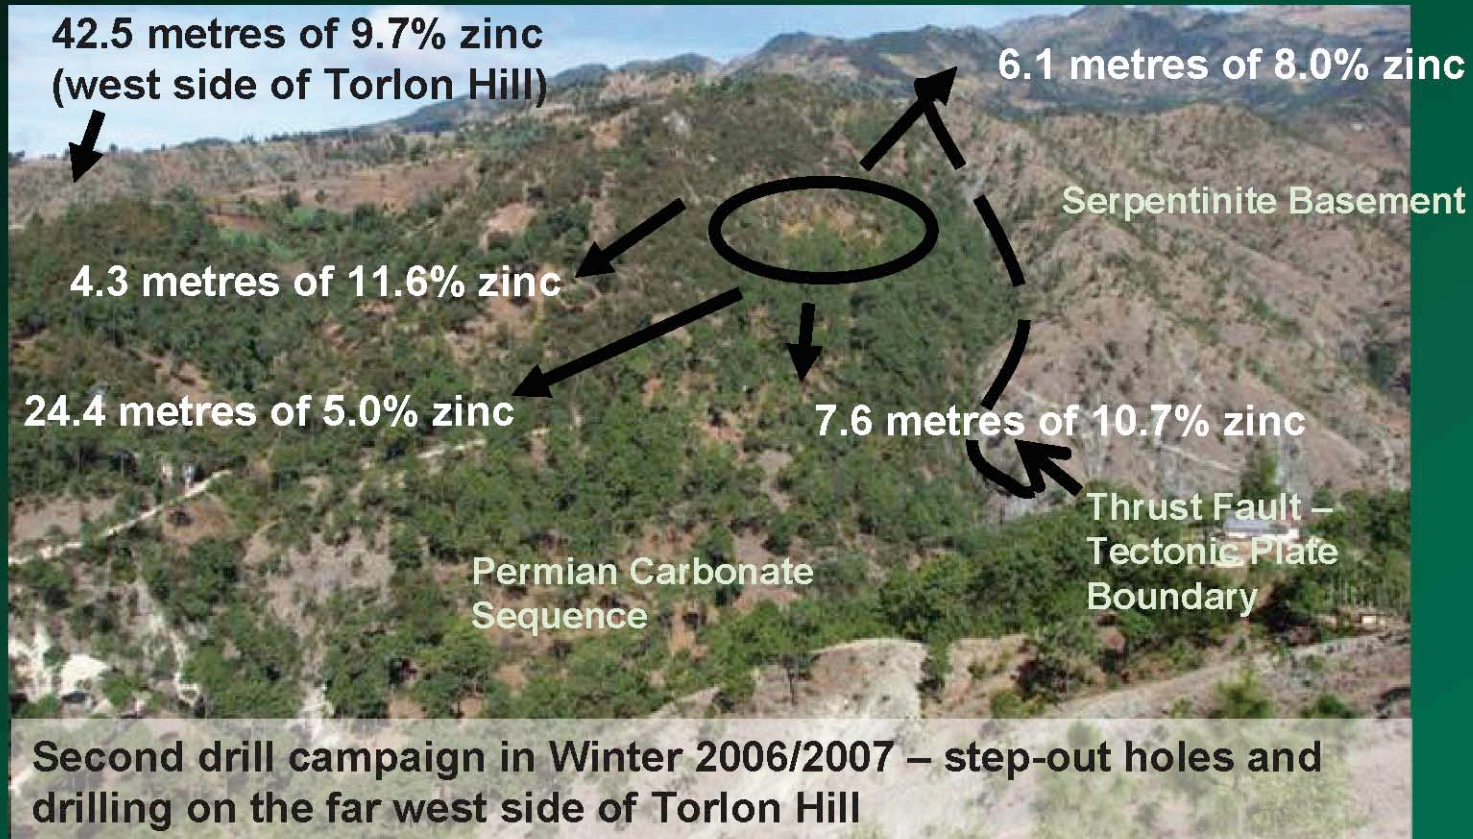 42.5 metres of 9.7% zinc
(west side of Torlon Hill)
6.1 metres of 8.0% zinc
Serpentinite Basement
4.3 metres of 11.6% zinc
24.4 metres of 5.0% zinc
7.6 metres of 10.7% zinc
Thrust Fault –
Tectonic Plate
Boundary
Permian Carbonate
Sequence
Second drill campaign in Winter 2006/2007 – step-out holes and
drilling on the far west side of Torlon Hill